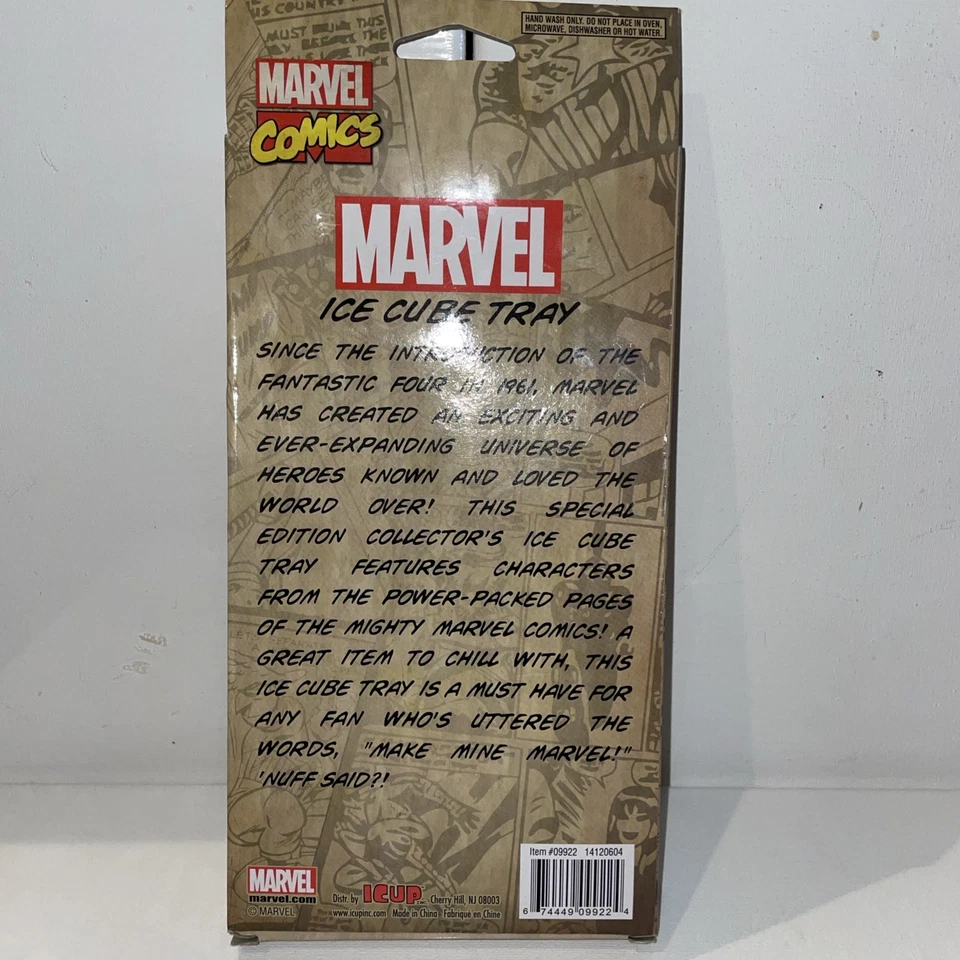 HAND WASH ONLY. DO NOT PLACE IN OVEN,
MICROWAVE, DISHWASHER OR HOT WATER.
MUST
MARVEL
COMICS
MARVEL
ICE CUBE TRAY
SINCE THE INTRODUCTION OF THE
FANTASTIC FOUR IN 1961, MARVEL
HAS CREATED AN EXCITING AND
EVER-EXPANDING UNIVERSE OF
HEROES KNOWN AND LOVED THE
WORLD OVER! THIS SPECIAL
EDITION COLLECTOR'S ICE CUBE
TRAY FEATURES CHARACTERS
FROM THE POWER-PACKED PAGES
OF THE MIGHTY MARVEL COMICS! A
GREAT ITEM TO CHILL WITH, THIS
ICE CUBE TRAY IS A MUST HAVE FOR
ANY FAN WHO'S UTTERED THE
WORDS, "MAKE MINE MARVEL!"
'NUFF SAID?!
Item #09922 14120604
6 74449 09922 4
MARVEL
marvel.com
© MARVEL
Distr. by ICUP™ Cherry Hill, NJ 08003
www.icupinc.com Made in China · Fabriqué en Chine